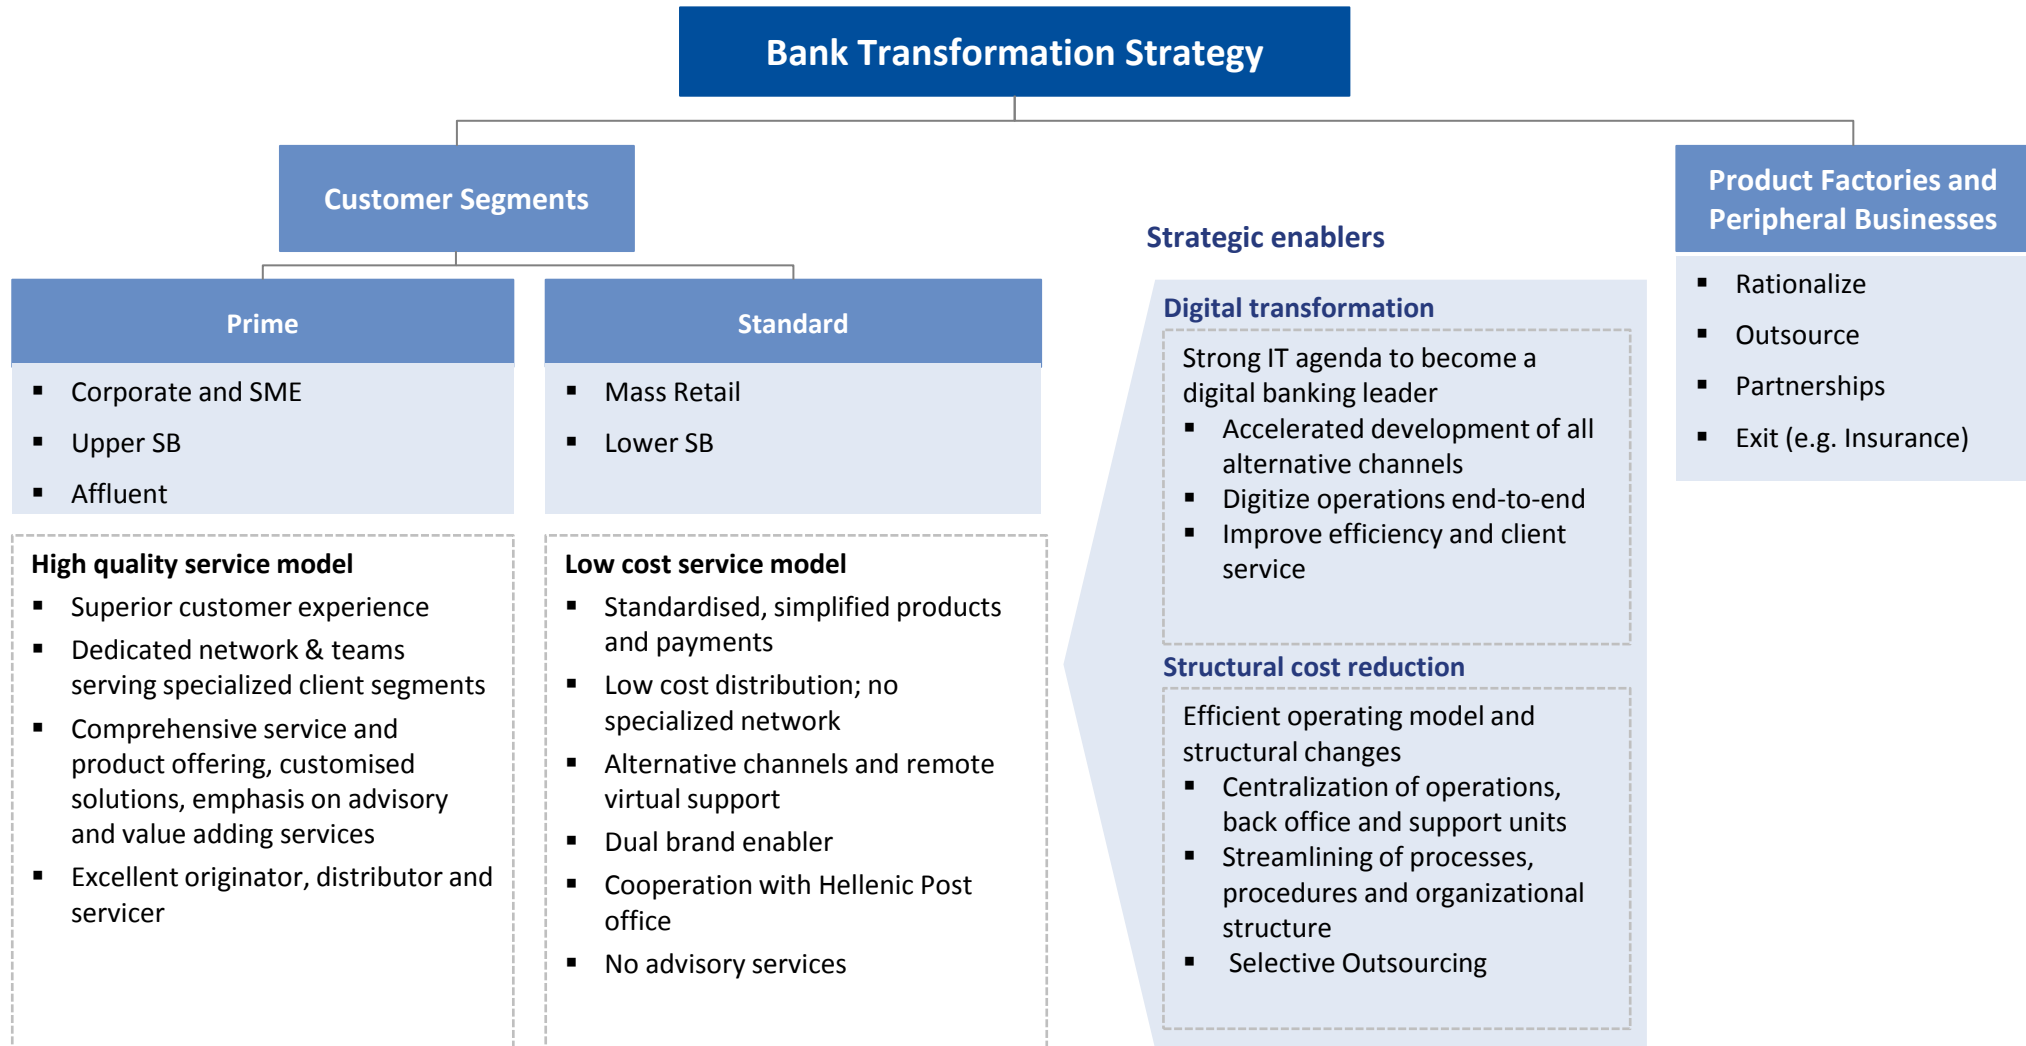 Bank Transformation Strategy
Customer Segments
Prime
▪ Corporate and SME
▪ Upper SB
▪ Affluent
High quality service model
▪ Superior customer experience
▪ Dedicated network & teams
serving specialized client segments
▪ Comprehensive service and
product offering, customised
solutions, emphasis on advisory
and value adding services
▪ Excellent originator, distributor and
servicer
Standard
▪ Mass Retail
▪ Lower SB
Low cost service model
▪ Standardised, simplified products
and payments
▪ Low cost distribution; no
specialized network
▪ Alternative channels and remote
virtual support
▪ Dual brand enabler
▪ Cooperation with Hellenic Post
office
▪ No advisory services
Strategic enablers
Digital transformation
Strong IT agenda to become a
digital banking leader
▪ Accelerated development of all
alternative channels
▪ Digitize operations end-to-end
▪ Improve efficiency and client
service
Structural cost reduction
Efficient operating model and
structural changes
▪ Centralization of operations,
back office and support units
▪ Streamlining of processes,
procedures and organizational
structure
▪ Selective Outsourcing
Product Factories and
Peripheral Businesses
▪ Rationalize
▪ Outsource
▪ Partnerships
▪ Exit (e.g. Insurance)